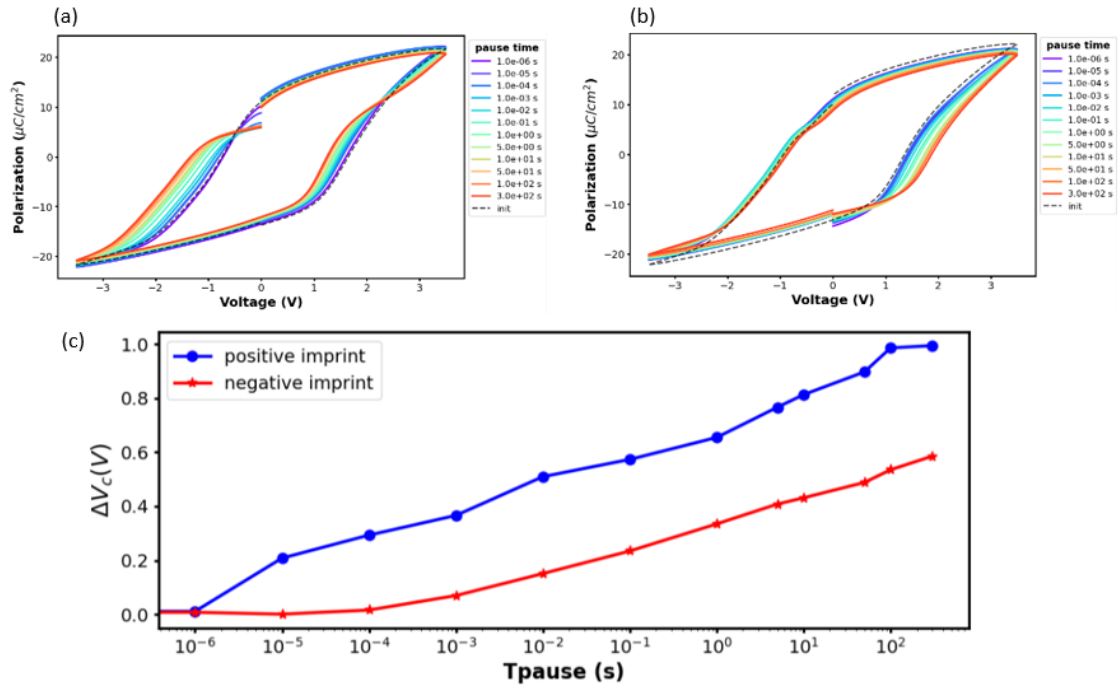 (a)
20
10
0
−10
−20
Polarization (μC/cm²)
−3
−2
−1
0
1
2
3
Voltage (V)
pause time
1.0e-06 s
1.0e-05 s
1.0e-04 s
1.0e-03 s
1.0e-02 s
1.0e-01 s
1.0e+00 s
5.0e+00 s
1.0e+01 s
5.0e+01 s
1.0e+02 s
3.0e+02 s
init
(b)
20
10
0
−10
−20
Polarization (μC/cm²)
−3
−2
−1
0
1
2
3
Voltage (V)
pause time
1.0e-06 s
1.0e-05 s
1.0e-04 s
1.0e-03 s
1.0e-02 s
1.0e-01 s
1.0e+00 s
5.0e+00 s
1.0e+01 s
5.0e+01 s
1.0e+02 s
3.0e+02 s
init
(c)
positive imprint
negative imprint
1.0
0.8
0.6
0.4
0.2
0.0
ΔVc(V)
10⁻⁶
10⁻⁵
10⁻⁴
10⁻³
10⁻²
10⁻¹
10⁰
10¹
10²
Tpause (s)